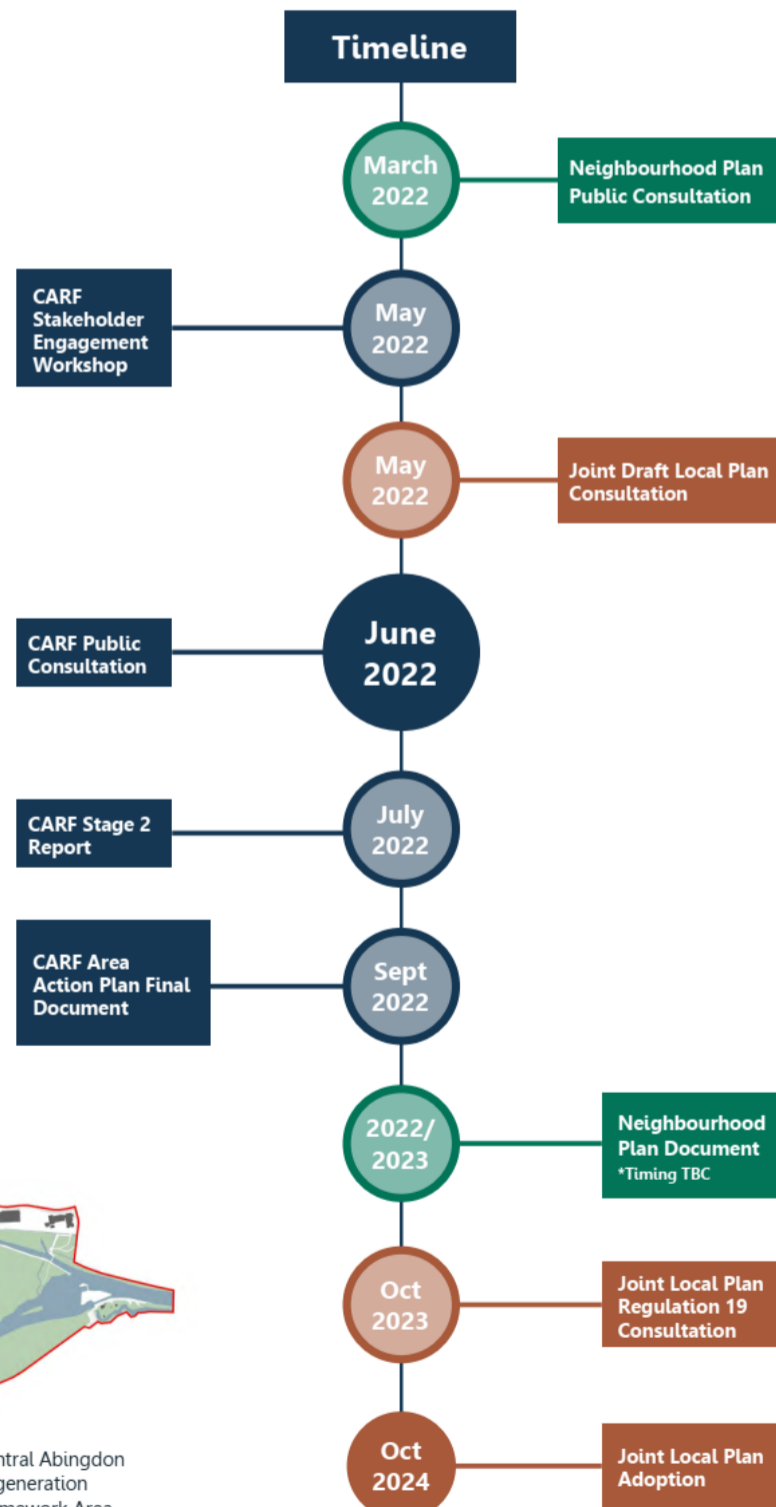 Timeline
March
2022
Neighbourhood Plan
Public Consultation
CARF
Stakeholder
Engagement
Workshop
May
2022
May
2022
Joint Draft Local Plan
Consultation
CARF Public
Consultation
June
2022
CARF Stage 2
Report
July
2022
CARF Area
Action Plan Final
Document
Sept
2022
2022/
2023
Neighbourhood
Plan Document
*Timing TBC
Oct
2023
Joint Local Plan
Regulation 19
Consultation
ntral Abingdon
generation
mework Area
Oct
2024
Joint Local Plan
Adoption